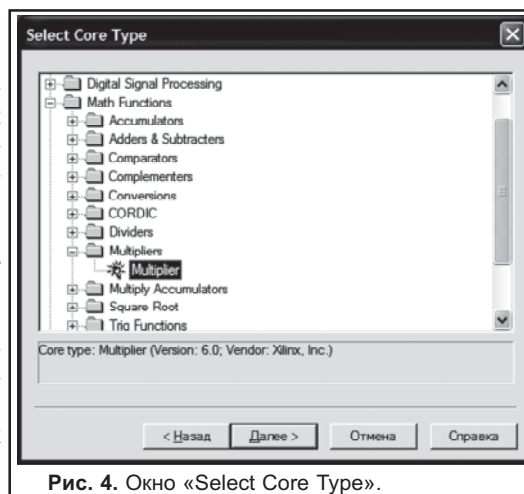 Select Core Type
Digital Signal Processing
Math Functions
Accumulators
Adders & Subtracters
Comparators
Complementers
Conversions
CORDIC
Dividers
Multipliers
Multiplier
Multiply Accumulators
Square Root
Trig Functions
Core type: Multiplier (Version: 6.0; Vendor: Xilinx, Inc.)
< Назад Далее > Отмена Справка
Рис. 4. Окно «Select Core Type».